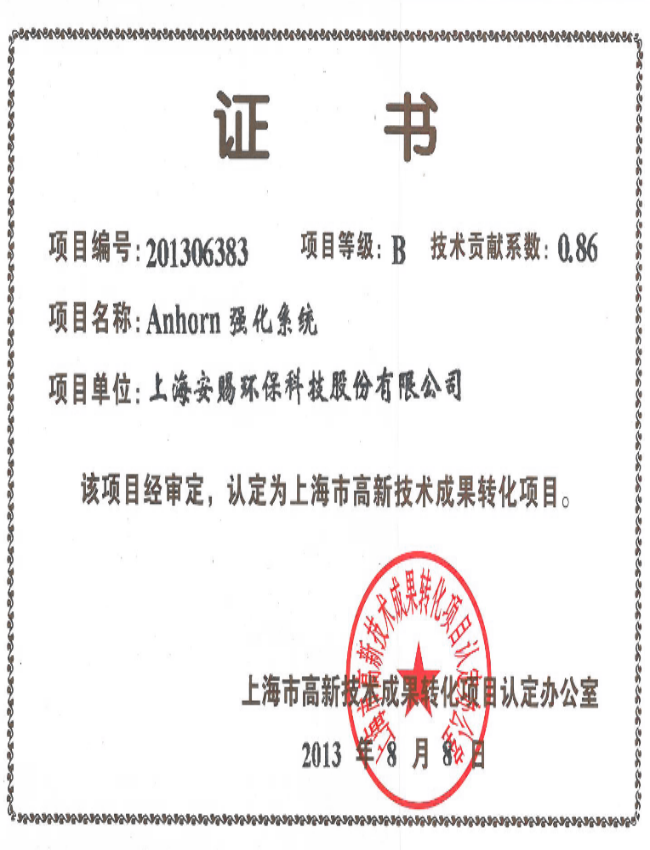 证 书
项目编号：201306383 项目等级：B 技术贡献系数：0.86
项目名称：Anhorn 强化系统
项目单位：上海安赐环保科技股份有限公司
该项目经审定，认定为上海市高新技术成果转化项目。
上海市高新技术成果转化项目认定办公室
上海市高新技术成果转化项目认定办公室
2013 年 8 月 8 日